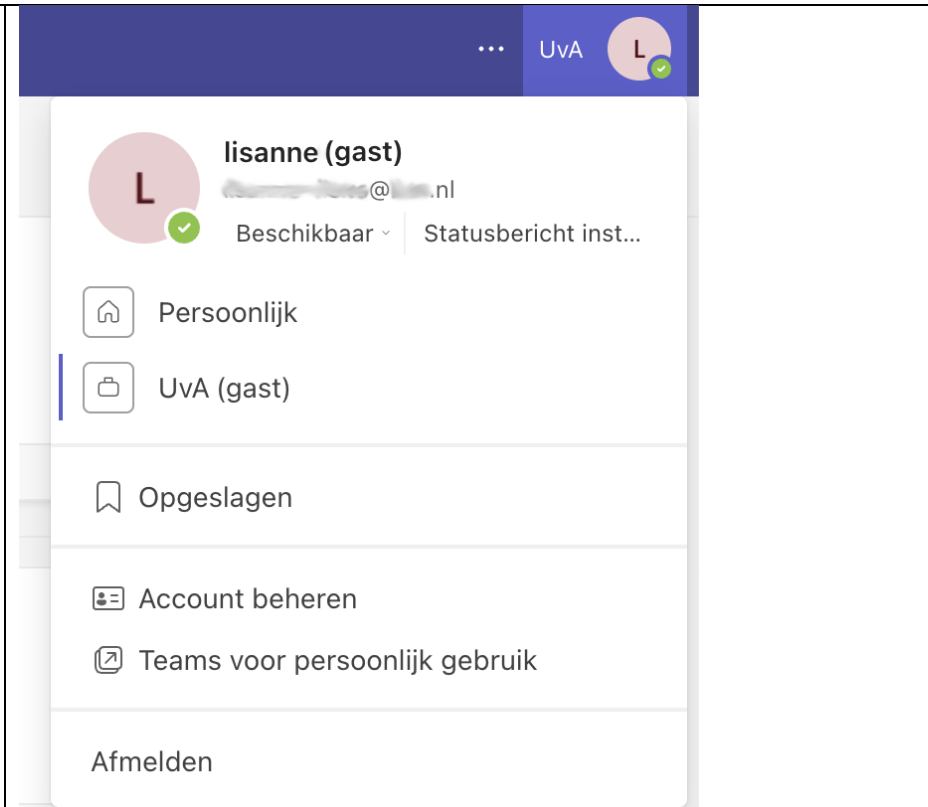 ... UvA L
L
lisanne (gast)
@ .nl
Beschikbaar Statusbericht inst...
Persoonlijk
UvA (gast)
Opgeslagen
Account beheren
Teams voor persoonlijk gebruik
Afmelden